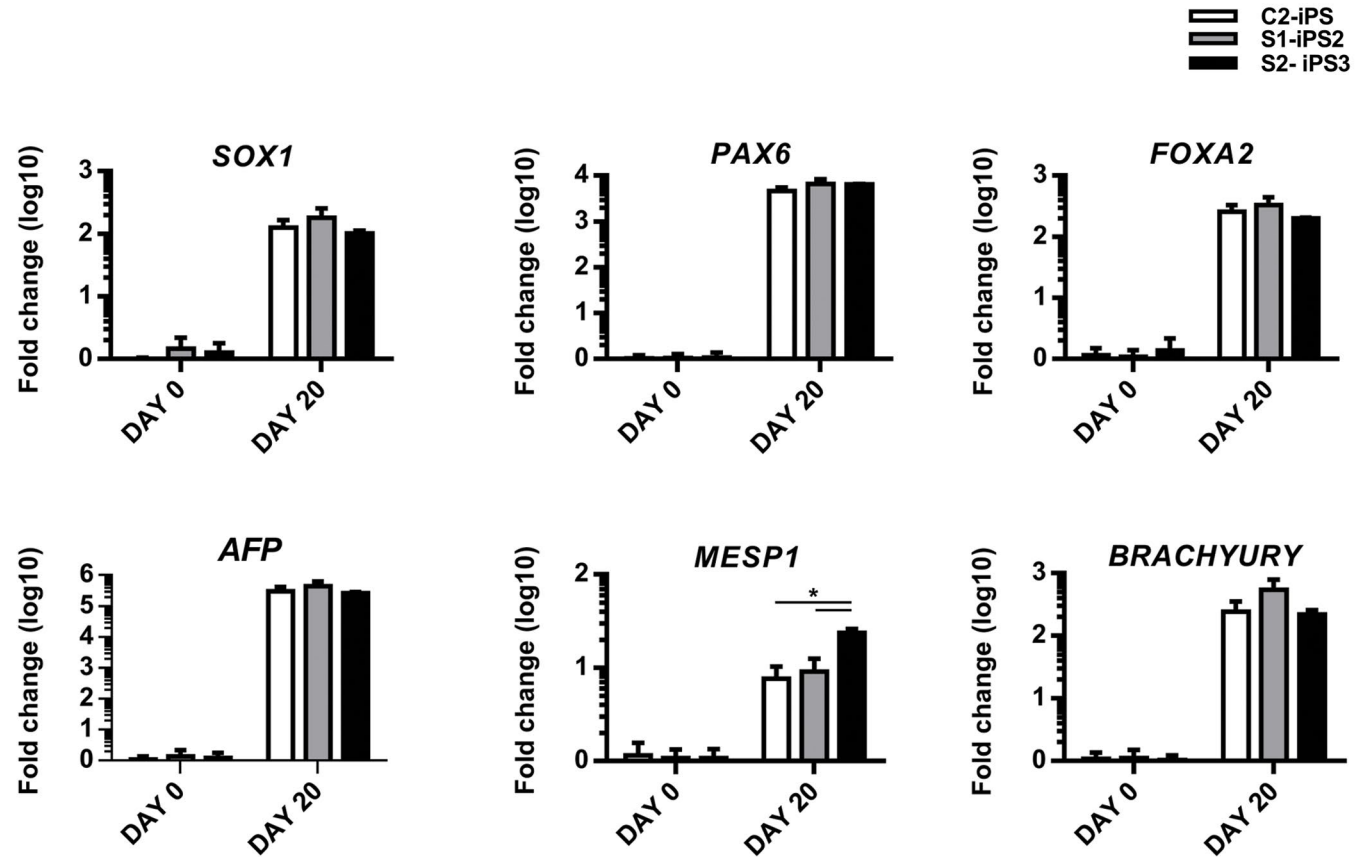 C2-iPS
S1-iPS2
S2- iPS3
SOX1
Fold change (log10)
3
2
1
0
DAY 0
DAY 20
PAX6
Fold change (log10)
4
3
2
1
0
DAY 0
DAY 20
FOXA2
Fold change (log10)
3
2
1
0
DAY 0
DAY 20
AFP
Fold change (log10)
6
5
4
3
2
1
0
DAY 0
DAY 20
MESP1
Fold change (log10)
2
1
0
*
DAY 0
DAY 20
BRACHYURY
Fold change (log10)
3
2
1
0
DAY 0
DAY 20